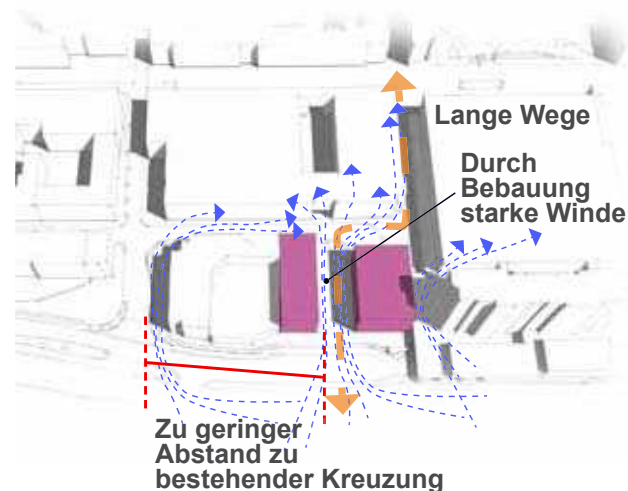 Lange Wege
Durch
Bebauung
starke Winde
Zu geringer
Abstand zu
bestehender Kreuzung